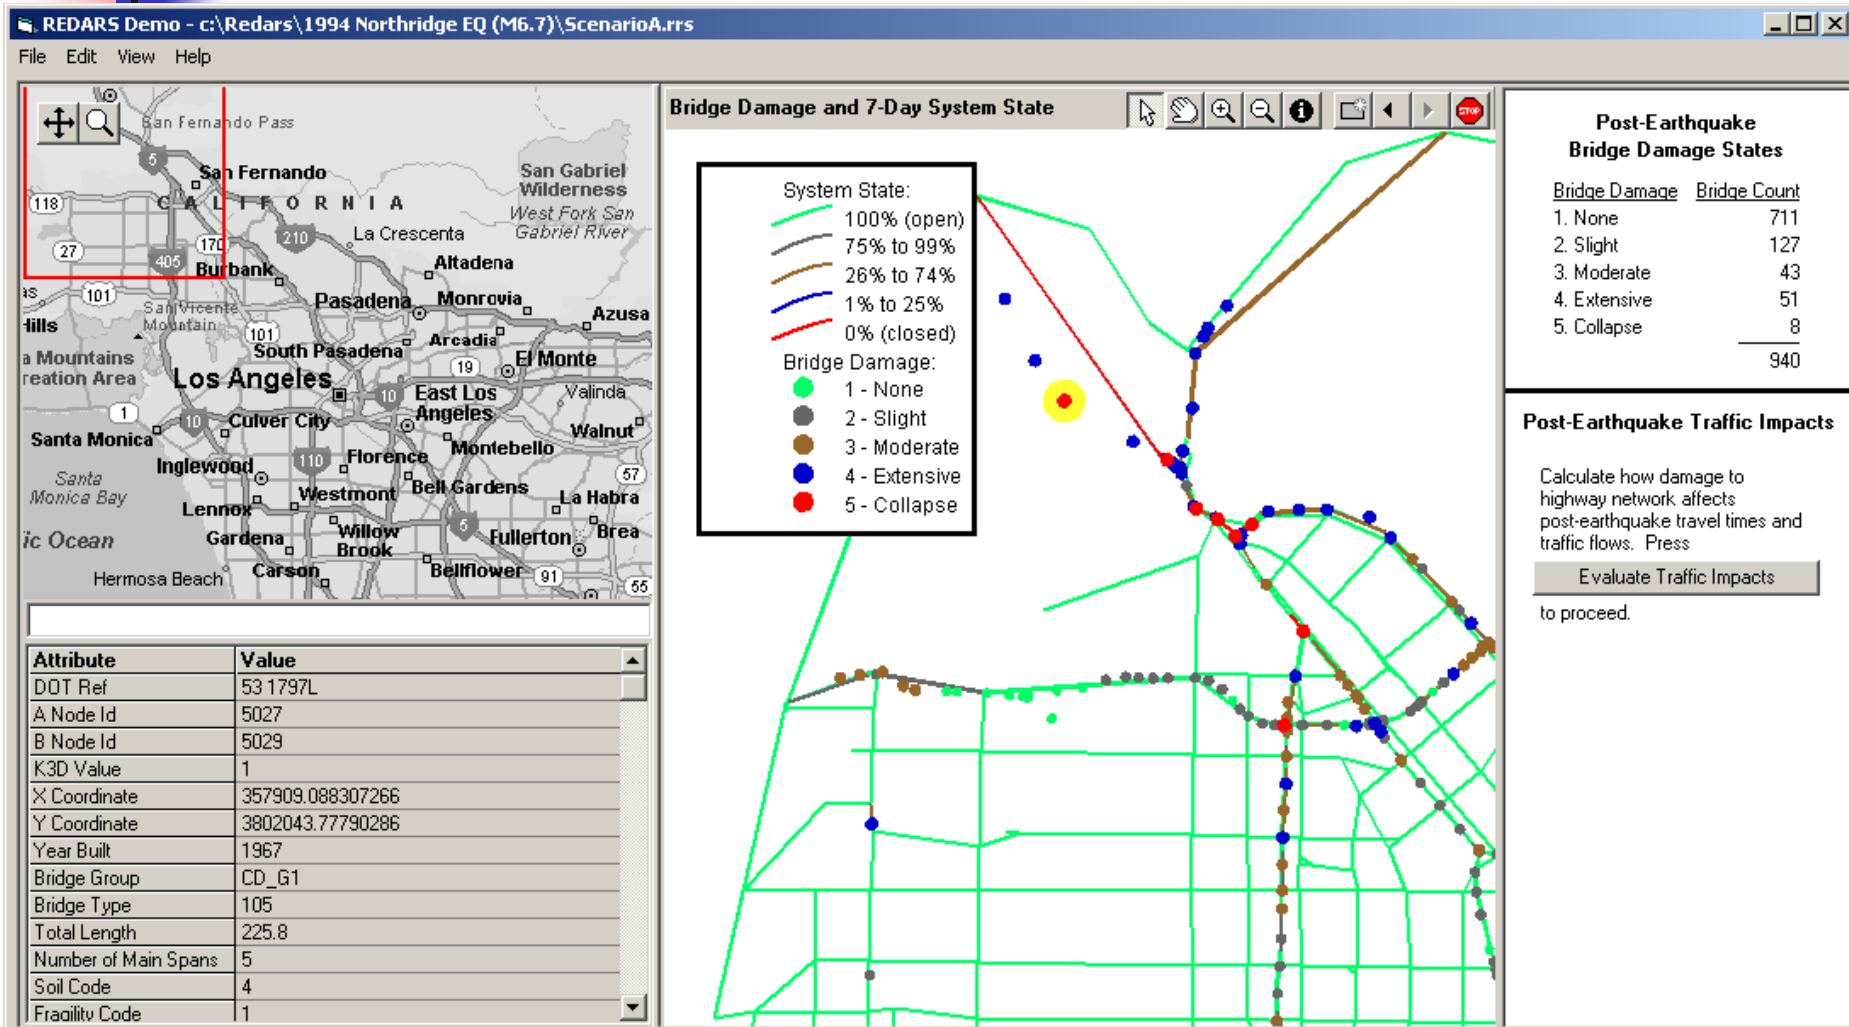 REDARS Demo - c:\Redars\1994 Northridge EQ (M6.7)\ScenarioA.rrs
File Edit View Help
San Fernando Pass
5
San Fernando
San Gabriel
Wilderness
118
CALIFORNIA
West Fork San
Gabriel River
27
170
210
La Crescenta
405
Burbank
Altadena
as
101
San Vicente
Mountain
Pasadena
Monrovia
Azusa
Hills
101
South Pasadena
Arcadia
a Mountains
reation Area
19
El Monte
Los Angeles
10
East Los
Angeles
Valinda
1
10
Culver City
Walnut
Santa Monica
Montebello
Inglewood
110
Florence
57
Santa
Monica Bay
Westmont
Bell Gardens
La Habra
Lennox
Willow
Brook
5
Fullerton
Brea
ic Ocean
Gardena
Hermosa Beach
Carson
Bellflower
91
55
Attribute Value
DOT Ref 53 1797L
A Node Id 5027
B Node Id 5029
K3D Value 1
X Coordinate 357909.088307266
Y Coordinate 3802043.77790286
Year Built 1967
Bridge Group CD_G1
Bridge Type 105
Total Length 225.8
Number of Main Spans 5
Soil Code 4
Fragility Code 1
Bridge Damage and 7-Day System State
STOP
System State:
100% (open)
75% to 99%
26% to 74%
1% to 25%
0% (closed)
Bridge Damage:
1 - None
2 - Slight
3 - Moderate
4 - Extensive
5 - Collapse
Post-Earthquake
Bridge Damage States
Bridge Damage Bridge Count
1. None 711
2. Slight 127
3. Moderate 43
4. Extensive 51
5. Collapse 8
940
Post-Earthquake Traffic Impacts
Calculate how damage to
highway network affects
post-earthquake travel times and
traffic flows. Press
Evaluate Traffic Impacts
to proceed.